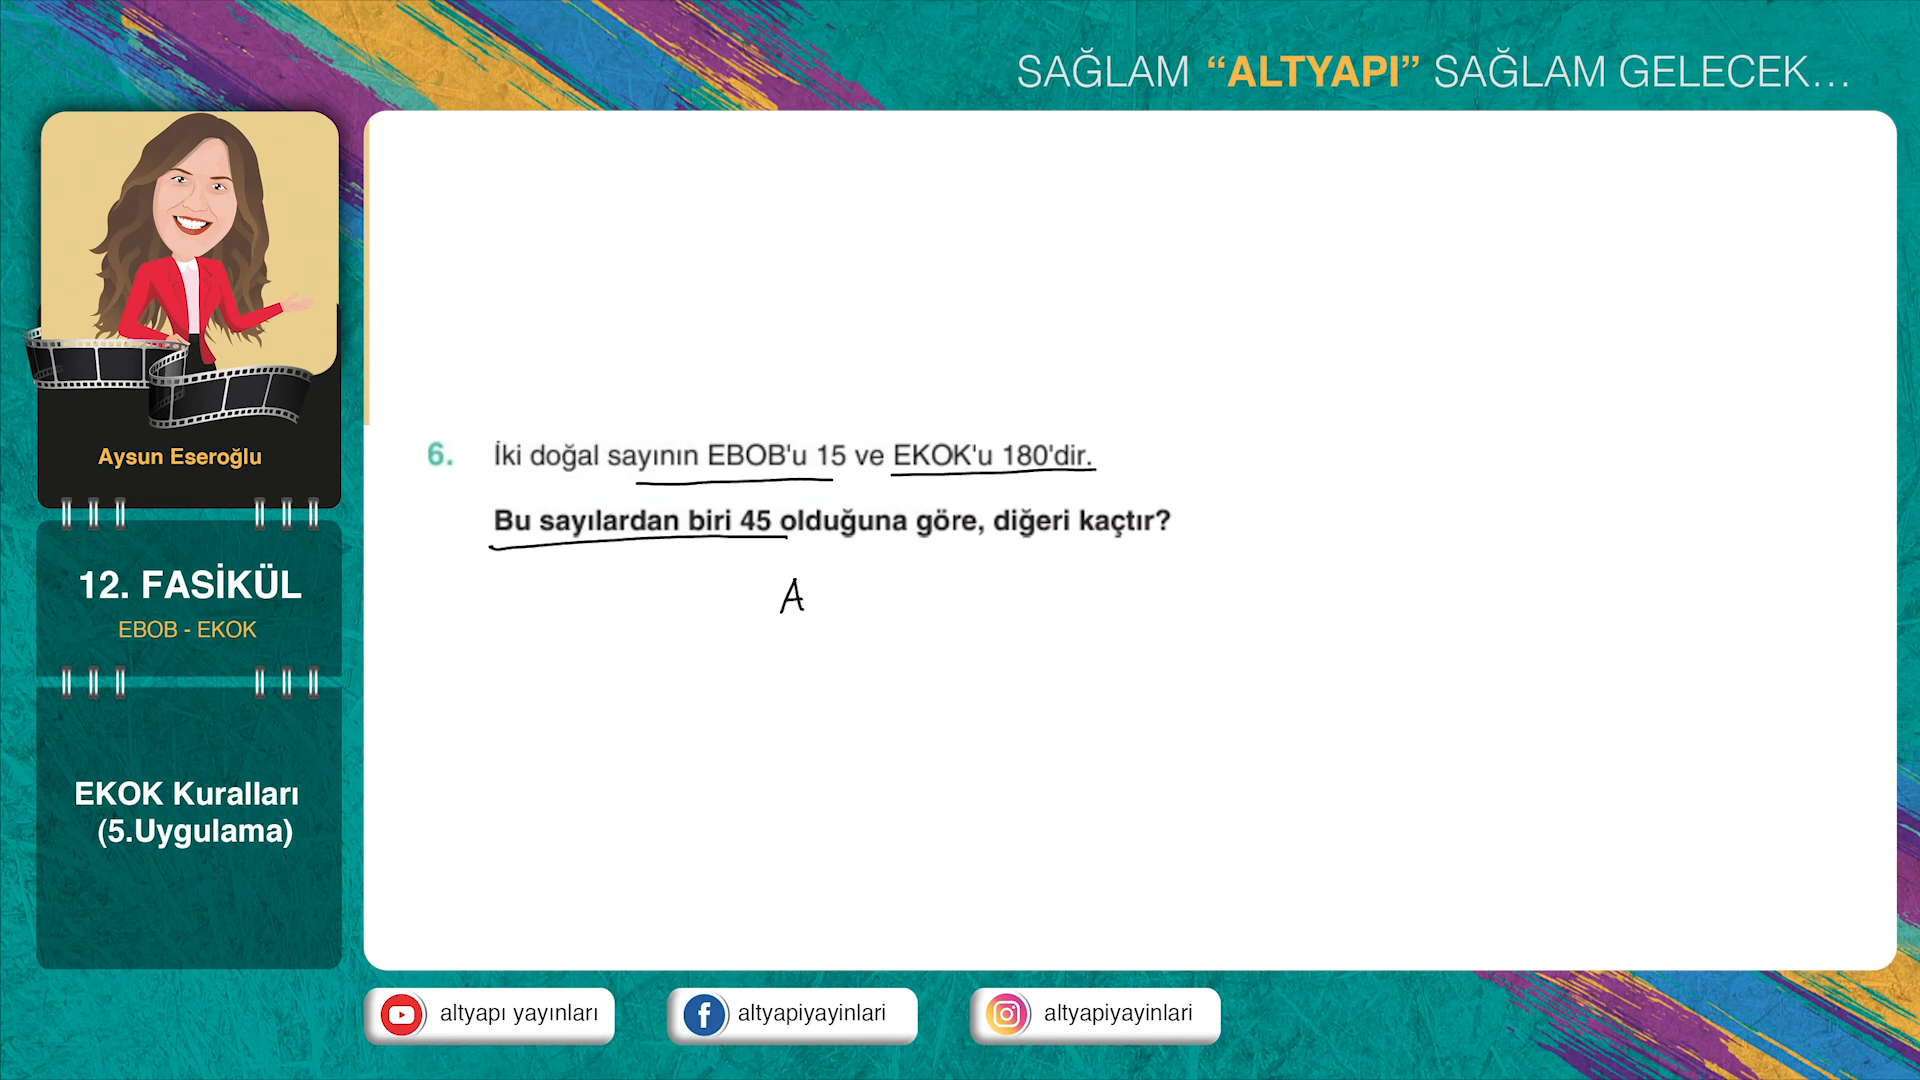 SAĞLAM “ALTYAPI” SAĞLAM GELECEK...
Aysun Eseroğlu
12. FASİKÜL
EBOB - EKOK
EKOK Kuralları
(5.Uygulama)
6. İki doğal sayının EBOB'u 15 ve EKOK'u 180'dir.
Bu sayılardan biri 45 olduğuna göre, diğeri kaçtır?
A
altyapı yayınları
altyapiyayinlari
altyapiyayinlari